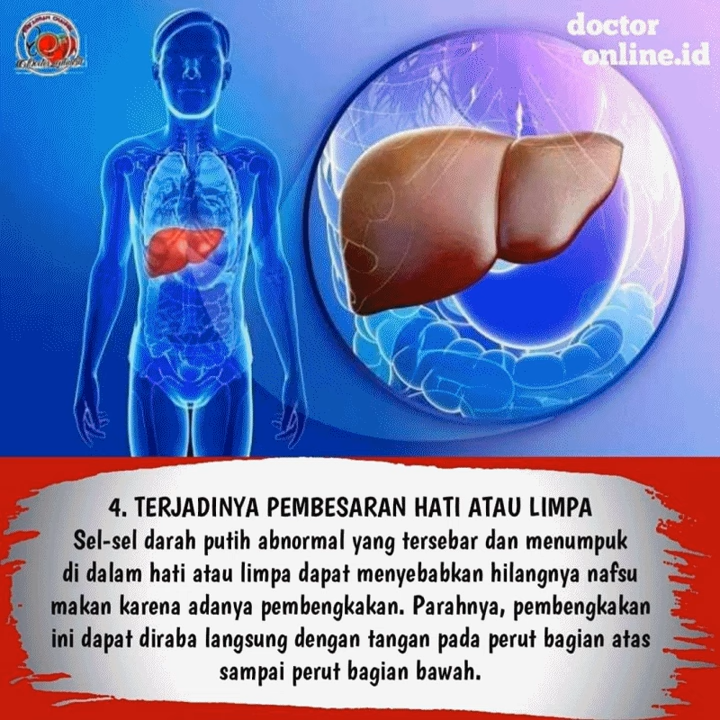 doctor
online.id
4. TERJADINYA PEMBESARAN HATI ATAU LIMPA
Sel-sel darah putih abnormal yang tersebar dan menumpuk
di dalam hati atau limpa dapat menyebabkan hilangnya nafsu
makan karena adanya pembengkakan. Parahnya, pembengkakan
ini dapat diraba langsung dengan tangan pada perut bagian atas
sampai perut bagian bawah.